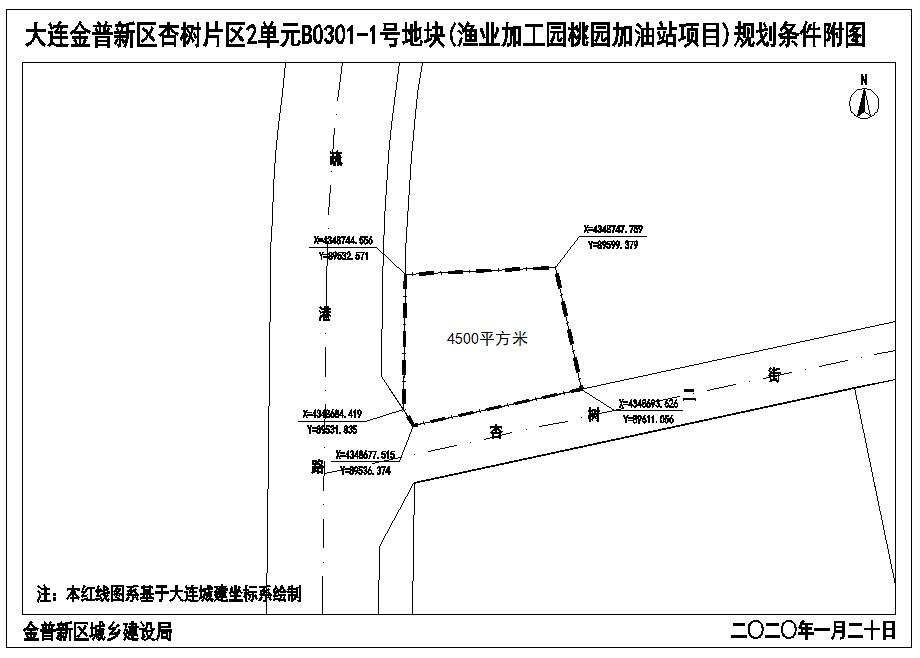 大连金普新区杏树片区2单元B0301-1号地块(渔业加工园桃园加油站项目)规划条件附图
N
疏
X=4348747.789
Y=89599.379
X=4348744.556
Y=89532.571
港
4500平方米
街
二
X=4348693.626
Y=89611.056
X=4348684.419
Y=89531.835
树
杏
X=4348677.515
Y=89536.374
路
注：本红线图系基于大连城建坐标系绘制
金普新区城乡建设局
二〇二〇年一月二十日